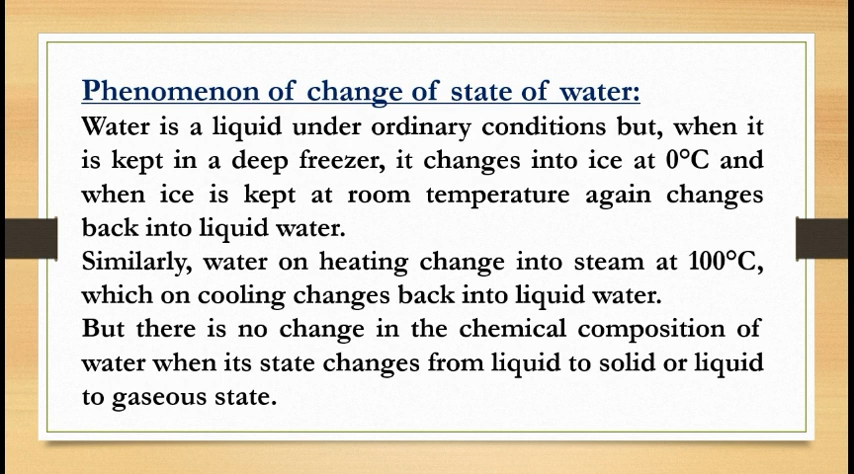 Phenomenon of change of state of water:
Water is a liquid under ordinary conditions but, when it
is kept in a deep freezer, it changes into ice at 0°C and
when ice is kept at room temperature again changes
back into liquid water.
Similarly, water on heating change into steam at 100°C,
which on cooling changes back into liquid water.
But there is no change in the chemical composition of
water when its state changes from liquid to solid or liquid
to gaseous state.